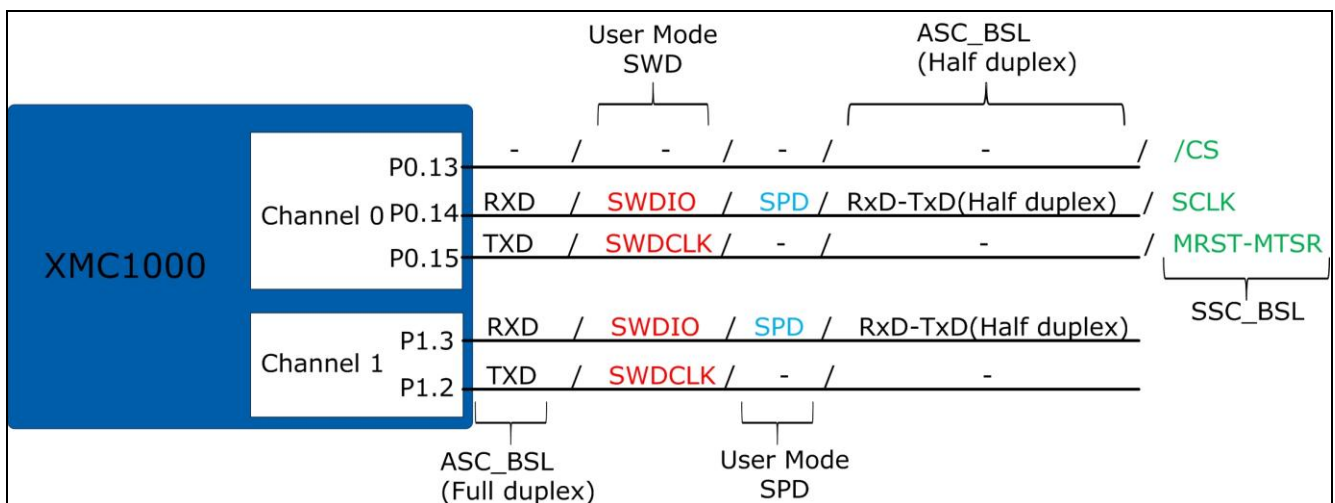 User Mode
SWD
ASC_BSL
(Half duplex)
XMC1000
Channel 0
P0.13 - / - / - / - / /CS
P0.14 RXD / SWDIO / SPD / RxD-TxD(Half duplex) / SCLK
P0.15 TXD / SWDCLK / - / - / MRST-MTSR
SSC_BSL
Channel 1
P1.3 RXD / SWDIO / SPD / RxD-TxD(Half duplex)
P1.2 TXD / SWDCLK / - / -
ASC_BSL
(Full duplex)
User Mode
SPD